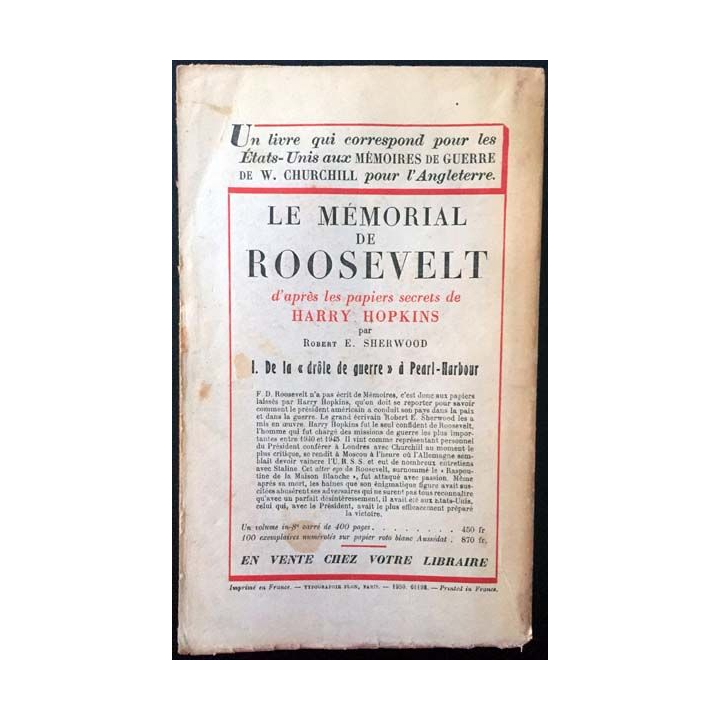 Un livre qui correspond pour les
États-Unis aux MÉMOIRES DE GUERRE
DE W. CHURCHILL pour l'Angleterre.
LE MÉMORIAL
DE
ROOSEVELT
d'après les papiers secrets de
HARRY HOPKINS
par
ROBERT E. SHERWOOD
I. De la « drôle de guerre » à Pearl-Harbour
F. D. Roosevelt n'a pas écrit de Mémoires, c'est donc aux papiers
laissés par Harry Hopkins, qu'on doit se reporter pour savoir
comment le président américain a conduit son pays dans la paix
et dans la guerre. Le grand écrivain Robert E. Sherwood les a
mis en œuvre. Harry Hopkins fut le seul confident de Roosevelt,
l'homme qui fut chargé des missions de guerre les plus impor-
tantes entre 1940 et 1945. Il vint comme représentant personnel
du Président conférer à Londres avec Churchill au moment le
plus critique, se rendit à Moscou à l'heure où l'Allemagne sem-
blait devoir vaincre l'U. R. S. S. et eut de nombreux entretiens
avec Staline. Cet alter ego de Roosevelt, surnommé le « Raspou-
tine de la Maison Blanche », fut attaqué avec passion. Même
après sa mort, les haines que son énigmatique figure avait sus-
citées abusèrent ses adversaires qui ne surent pas tous reconnaître
qu'avec un parfait désintéressement, il avait été aux États-Unis,
celui qui, avec le Président, avait le plus efficacement préparé
la victoire.
Un volume in-8° carré de 400 pages. . . . . . . . . 450 fr.
100 exemplaires numérotés sur papier roto blanc Aussédat . 870 fr.
EN VENTE CHEZ VOTRE LIBRAIRE
Imprimé en France. — TYPOGRAPHIE PLON, PARIS. — 1950. — Printed in France.